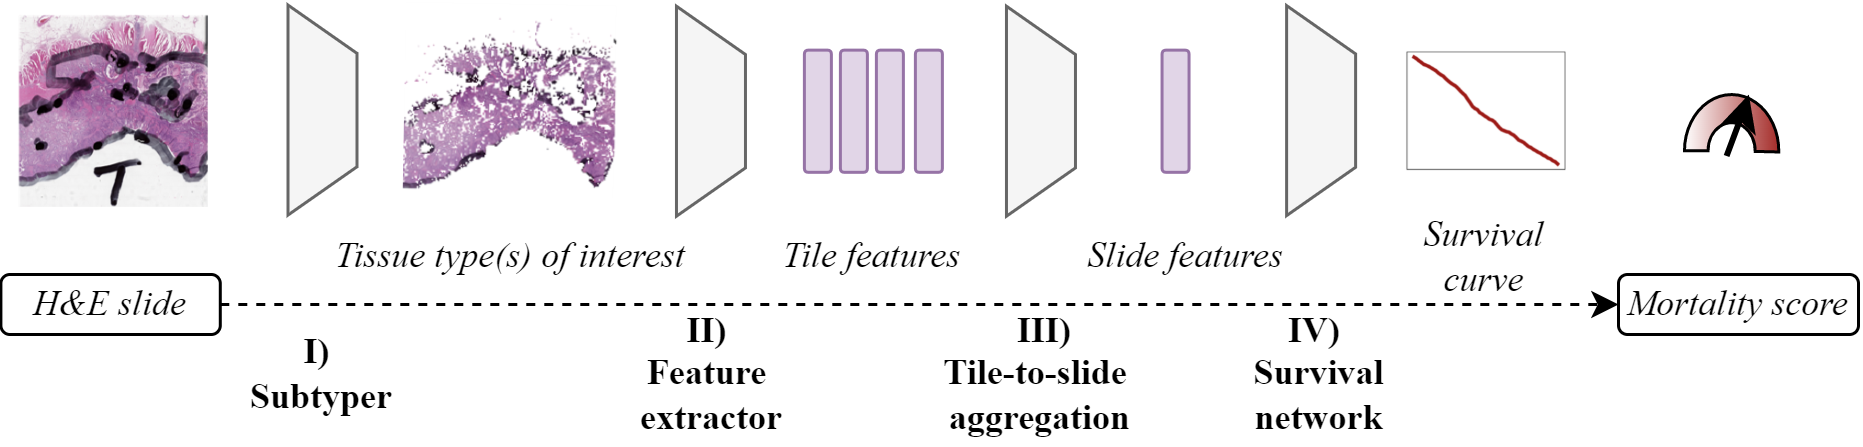 T
Tissue type(s) of interest
Tile features
Slide features
Survival
curve
H&E slide
Mortality score
I)
Subtyper
II)
Feature
extractor
III)
Tile-to-slide
aggregation
IV)
Survival
network